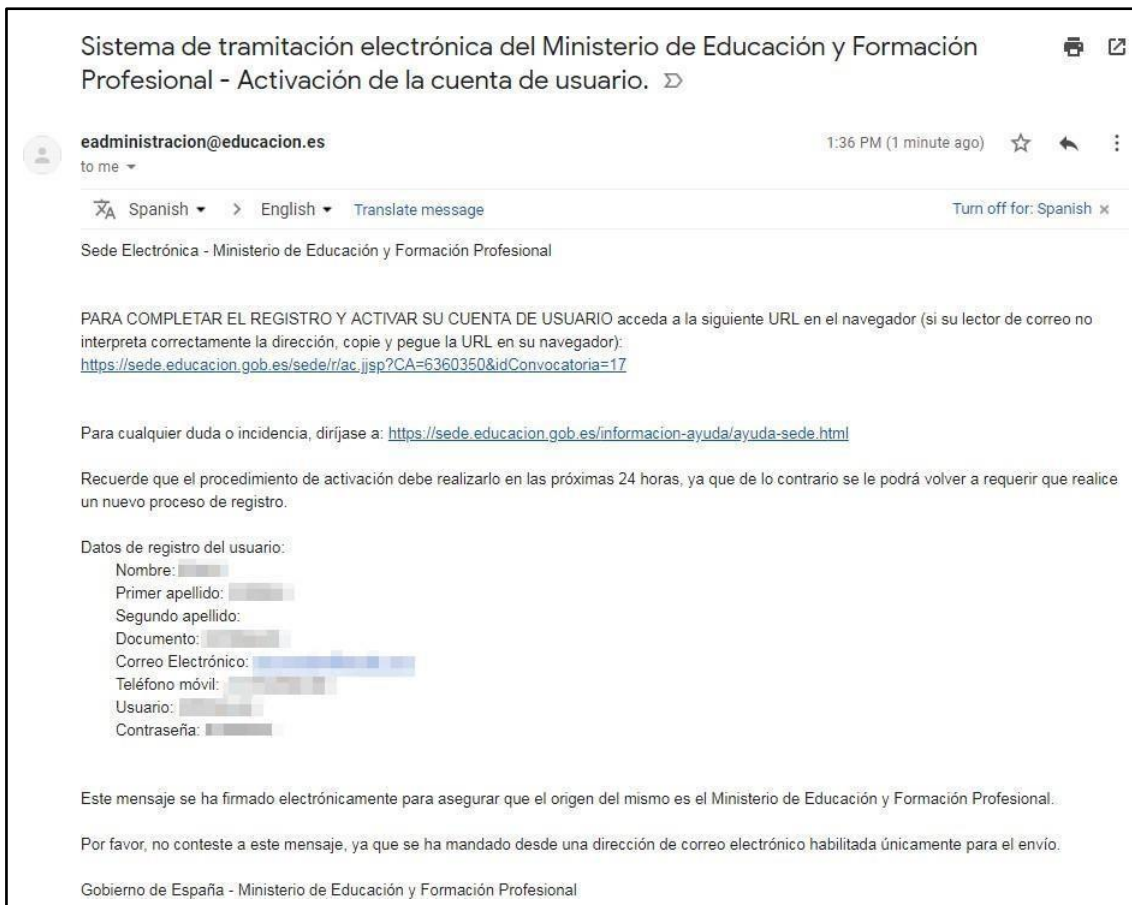 Sistema de tramitación electrónica del Ministerio de Educación y Formación
Profesional - Activación de la cuenta de usuario.
eadministracion@educacion.es
1:36 PM (1 minute ago)
to me
Spanish > English Translate message
Turn off for: Spanish ×
Sede Electrónica - Ministerio de Educación y Formación Profesional
PARA COMPLETAR EL REGISTRO Y ACTIVAR SU CUENTA DE USUARIO acceda a la siguiente URL en el navegador (si su lector de correo no
interpreta correctamente la dirección, copie y pegue la URL en su navegador):
https://sede.educacion.gob.es/sede/r/ac.jjsp?CA=6360350&idConvocatoria=17
Para cualquier duda o incidencia, diríjase a: https://sede.educacion.gob.es/informacion-ayuda/ayuda-sede.html
Recuerde que el procedimiento de activación debe realizarlo en las próximas 24 horas, ya que de lo contrario se le podrá volver a requerir que realice
un nuevo proceso de registro.
Datos de registro del usuario:
Nombre:
Primer apellido:
Segundo apellido:
Documento:
Correo Electrónico:
Teléfono móvil:
Usuario:
Contraseña:
Este mensaje se ha firmado electrónicamente para asegurar que el origen del mismo es el Ministerio de Educación y Formación Profesional.
Por favor, no conteste a este mensaje, ya que se ha mandado desde una dirección de correo electrónico habilitada únicamente para el envío.
Gobierno de España - Ministerio de Educación y Formación Profesional